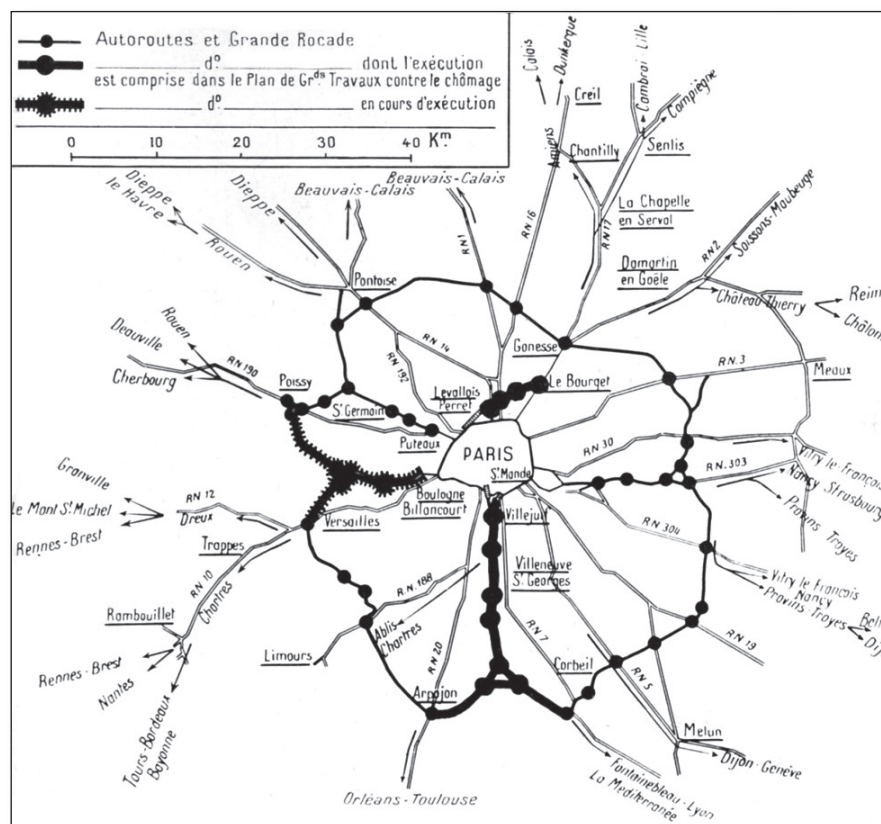 Autoroutes et Grande Rocade
dº dont l'exécution
est comprise dans le Plan de Grds Travaux contre le chômage
dº en cours d'exécution
0 10 20 30 40 Km
Calais
Dunkerque
Creil
Amiens
Chantilly
Cambrai-Lille
Compiègne
Senlis
La Chapelle
en Serval
Damartin
en Goële
RN 17
RN 16
RN 1
RN 2
Soissons-Maubeuge
Château-Thierry
Reim
Châlon
Dieppe
le Havre
Dieppe
Beauvais-Calais
Beauvais-Calais
Rouen
Pontoise
RN 14
RN 192
Gonesse
Le Bourget
Levallois
Perret
RN.3
Meaux
Rouen
Deauville
Cherbourg
RN 190
Poissy
St Germain
Puteaux
PARIS
St Mandé
RN 30
RN.303
Vitry le François
Nancy Strasbourg
Provins Troyes
Granville
Le Mont St Michel
Rennes-Brest
RN 12
Dreux
Trappes
Versailles
Boulogne
Billancourt
Villejuif
RN.304
Vitry le François
Nancy
Provins-Troyes
Bel
Dij
RN 10
Chartres
Rambouillet
Rennes-Brest
Nantes
Tours-Bordeaux
Bayonne
RN.188
Ablis
Chartres
Limours
RN 20
Arpajon
Villeneuve
St Georges
RN 7
Corbeil
RN 5
RN 19
Melun
Dijon-Genève
Fontainebleau-Lyon
La Méditerranée
Orléans-Toulouse